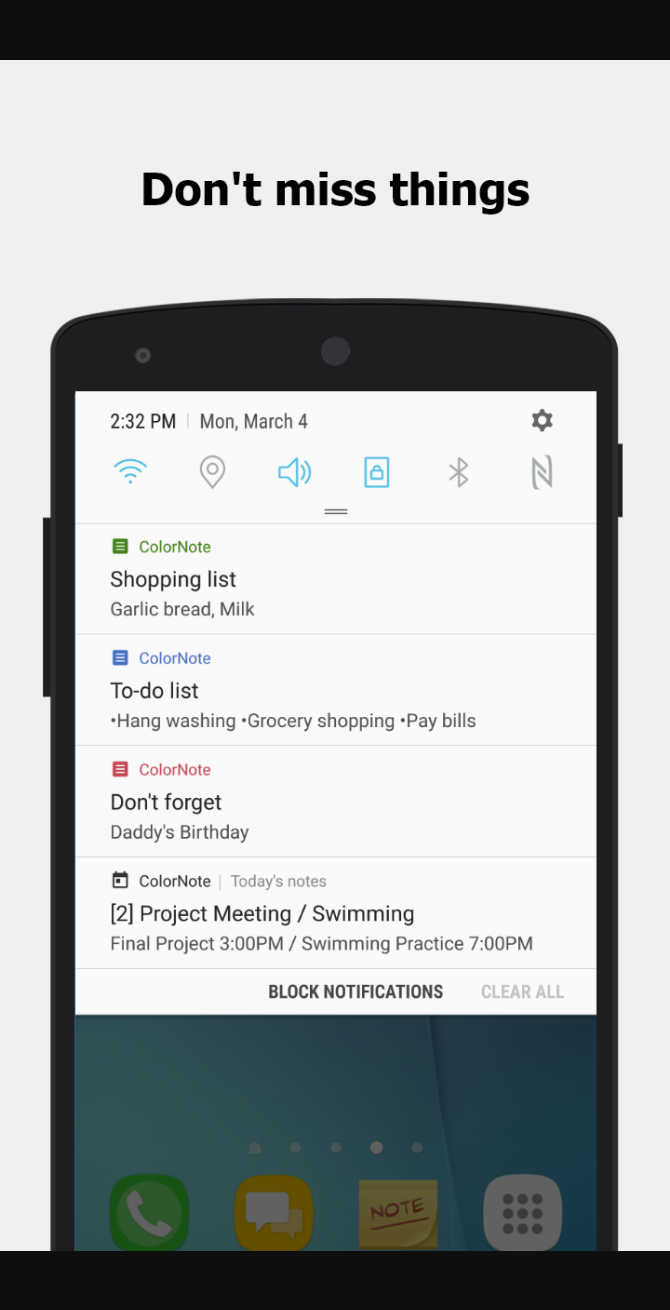 Don't miss things
2:32 PM | Mon, March 4
ColorNote
Shopping list
Garlic bread, Milk
ColorNote
To-do list
•Hang washing •Grocery shopping •Pay bills
ColorNote
Don't forget
Daddy's Birthday
ColorNote | Today's notes
[2] Project Meeting / Swimming
Final Project 3:00PM / Swimming Practice 7:00PM
BLOCK NOTIFICATIONS CLEAR ALL
NOTE